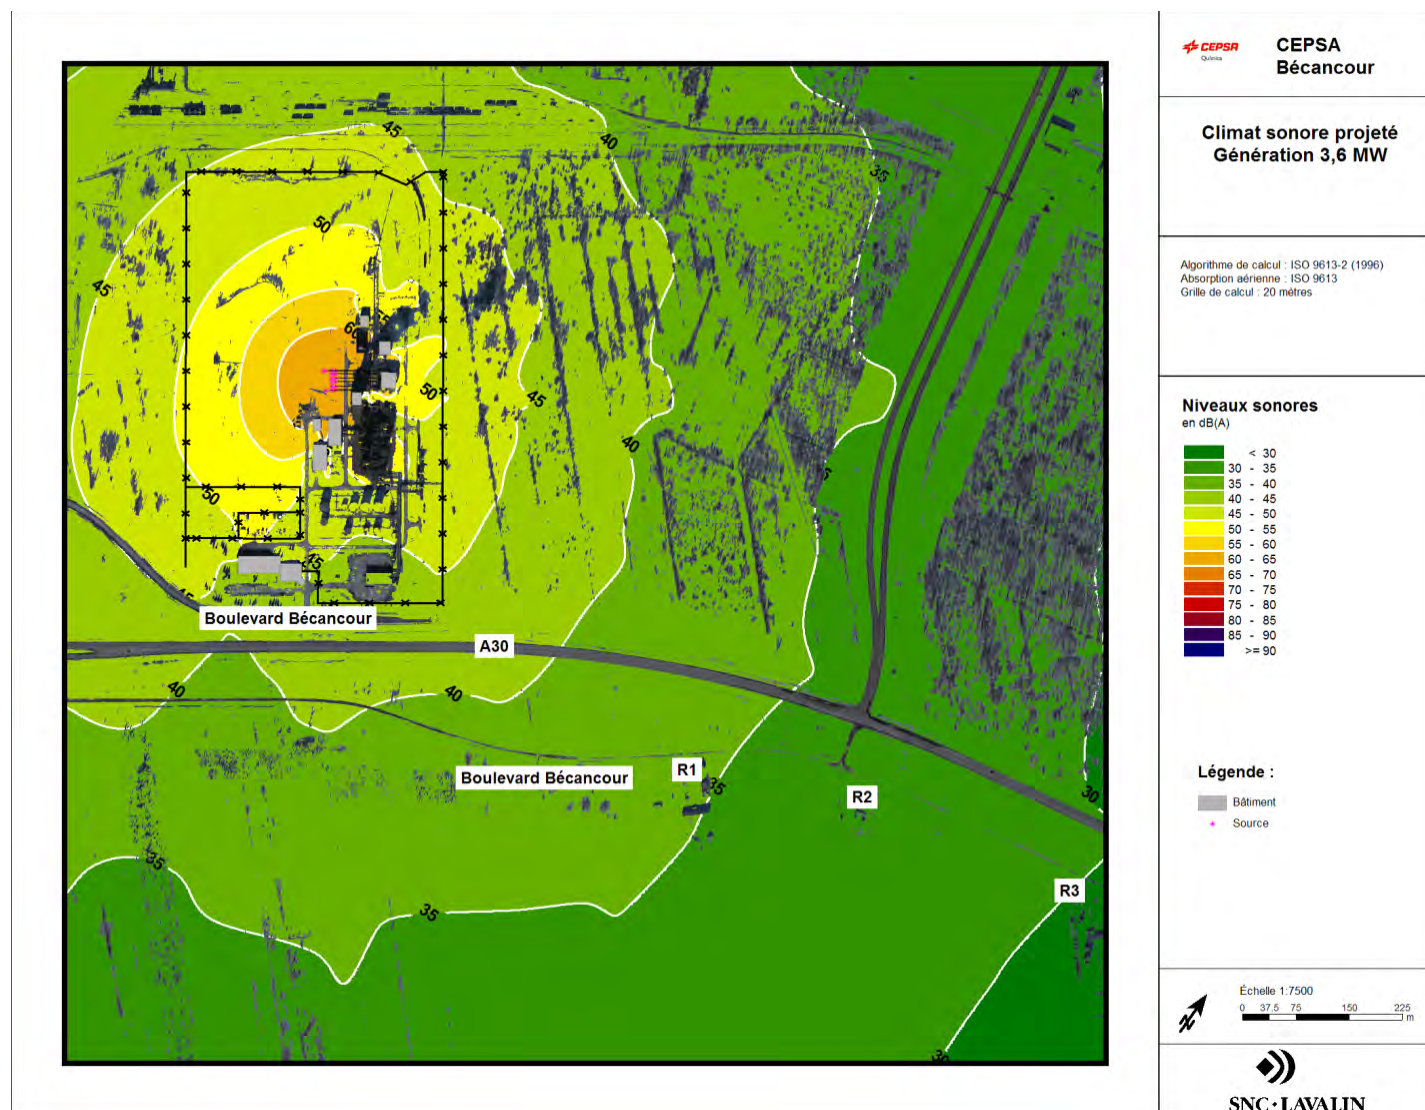 CEPSA
Química
CEPSA
Bécancour
Climat sonore projeté
Génération 3,6 MW
Algorithme de calcul : ISO 9613-2 (1996)
Absorption aérienne : ISO 9613
Grille de calcul : 20 mètres
Niveaux sonores
en dB(A)
< 30
30 - 35
35 - 40
40 - 45
45 - 50
50 - 55
55 - 60
60 - 65
65 - 70
70 - 75
75 - 80
80 - 85
85 - 90
>= 90
Légende :
Bâtiment
Source
Échelle 1:7500
0 37,5 75 150 225
m
N
SNC·LAVALIN
45
40
35
50
45
60
50
45
40
50
45
45
Boulevard Bécancour
A30
40
40
Boulevard Bécancour
R1
35
R2
30
35
35
R3
30